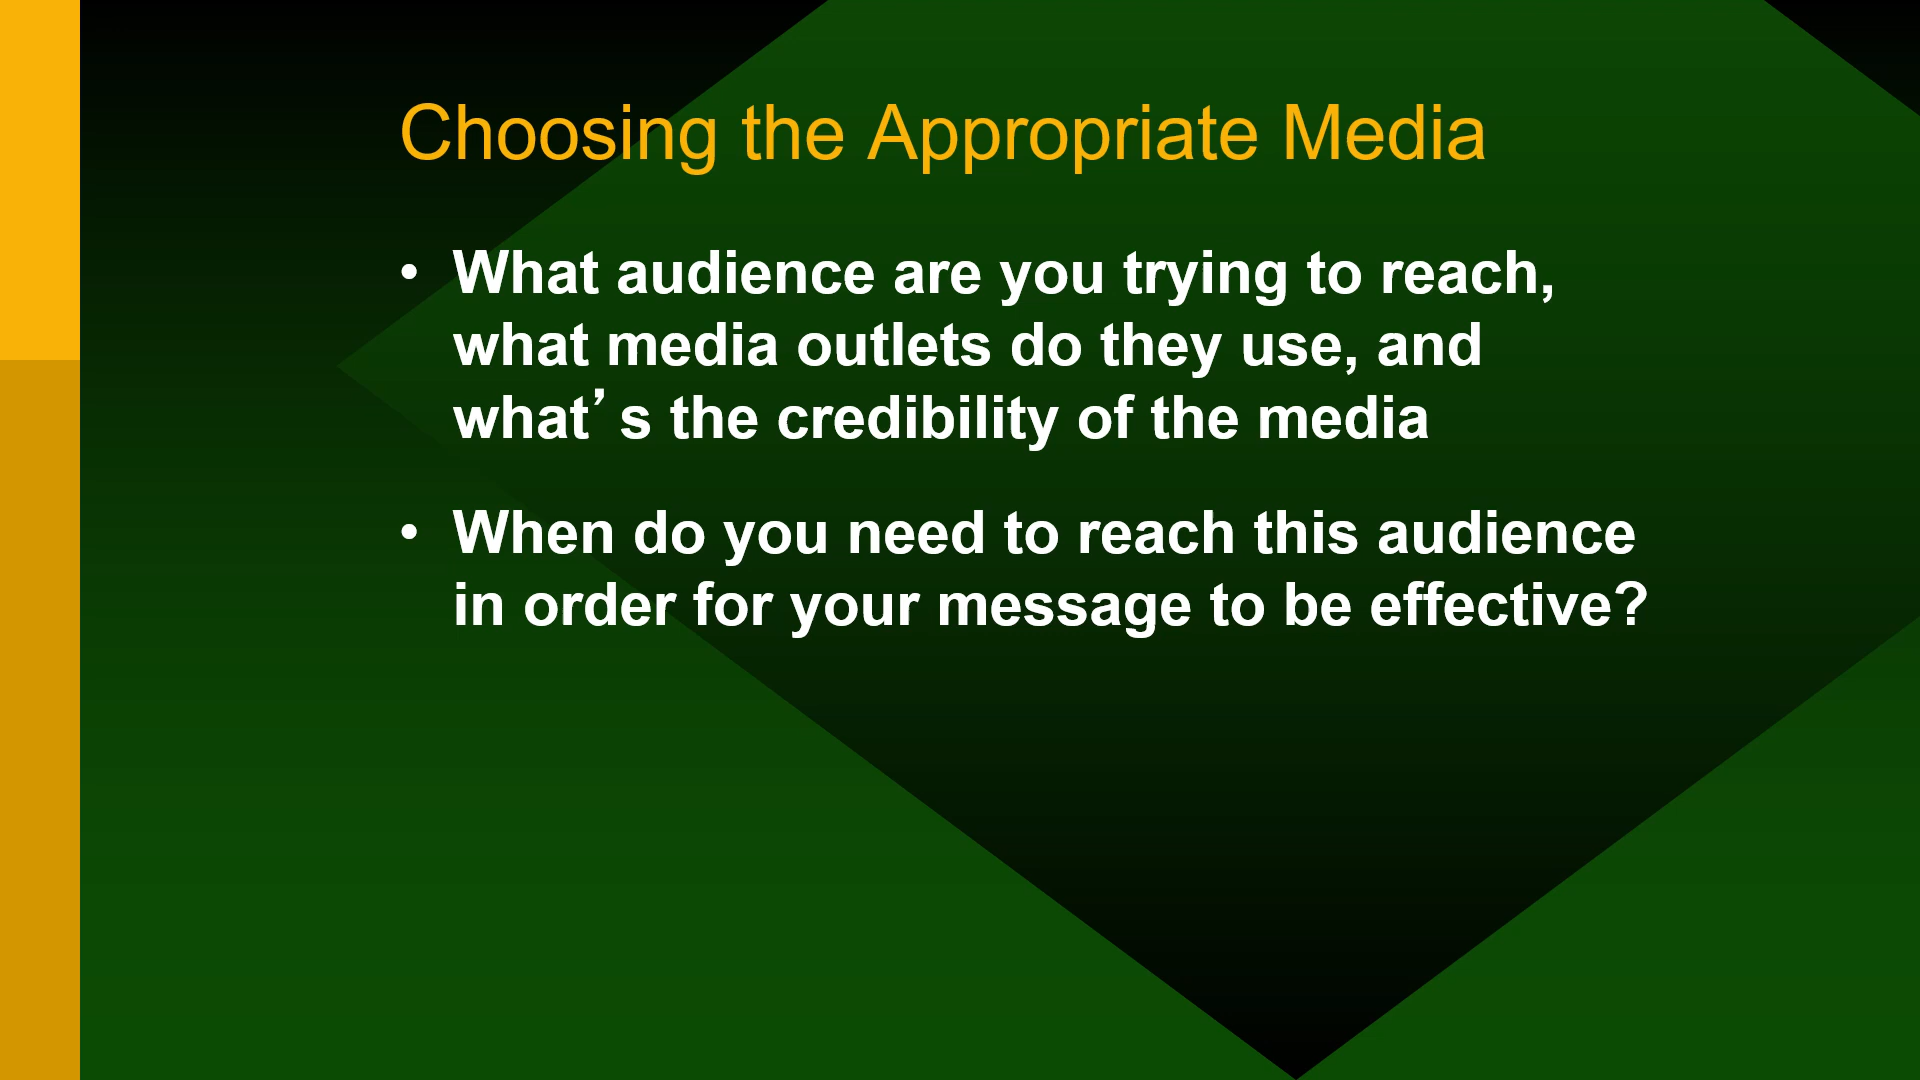 Choosing the Appropriate Media
• What audience are you trying to reach,
what media outlets do they use, and
what’s the credibility of the media
• When do you need to reach this audience
in order for your message to be effective?